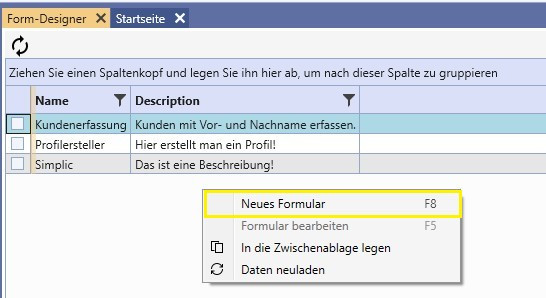 Form-Designer Startseite
Ziehen Sie einen Spaltenkopf und legen Sie ihn hier ab, um nach dieser Spalte zu gruppieren
Name Description
Kundenerfassung Kunden mit Vor- und Nachname erfassen.
Profilersteller Hier erstellt man ein Profil!
Simplic Das ist eine Beschreibung!
Neues Formular F8
Formular bearbeiten F5
In die Zwischenablage legen
Daten neuladen